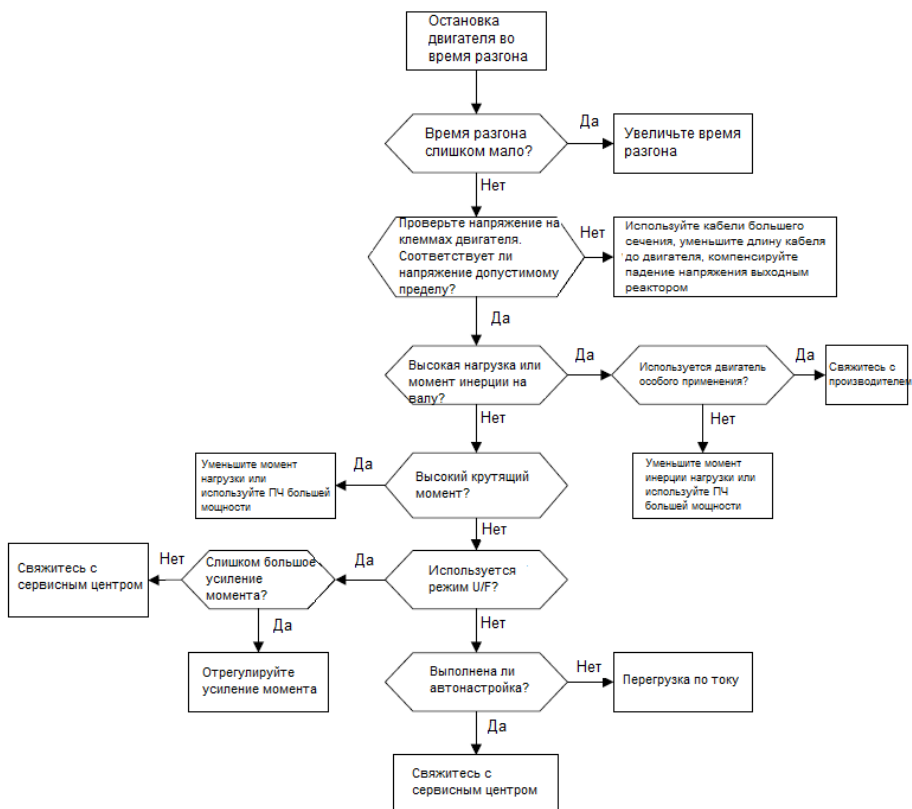 Остановка
двигателя во
время разгона
Время разгона
слишком мало?
Да
Увеличьте время
разгона
Нет
Проверьте напряжение на
клеммах двигателя.
Соответствует ли
напряжение допустимому
пределу?
Нет
Используйте кабели большего
сечения, уменьшите длину кабеля
до двигателя, компенсируйте
падение напряжения выходным
реактором
Да
Высокая нагрузка или
момент инерции на
валу?
Да
Используется двигатель
особого применения?
Да
Свяжитесь с
производителем
Нет
Нет
Уменьшите момент
инерции нагрузки или
используйте ПЧ
большей мощности
Высокий крутящий
момент?
Да
Уменьшите момент
нагрузки или
используйте ПЧ большей
мощности
Нет
Используется
режим U/F?
Да
Слишком большое
усиление
момента?
Нет
Свяжитесь с
сервисным центром
Да
Отрегулируйте
усиление момента
Нет
Выполнена ли
автонастройка?
Нет
Перегрузка по току
Да
Свяжитесь с
сервисным центром